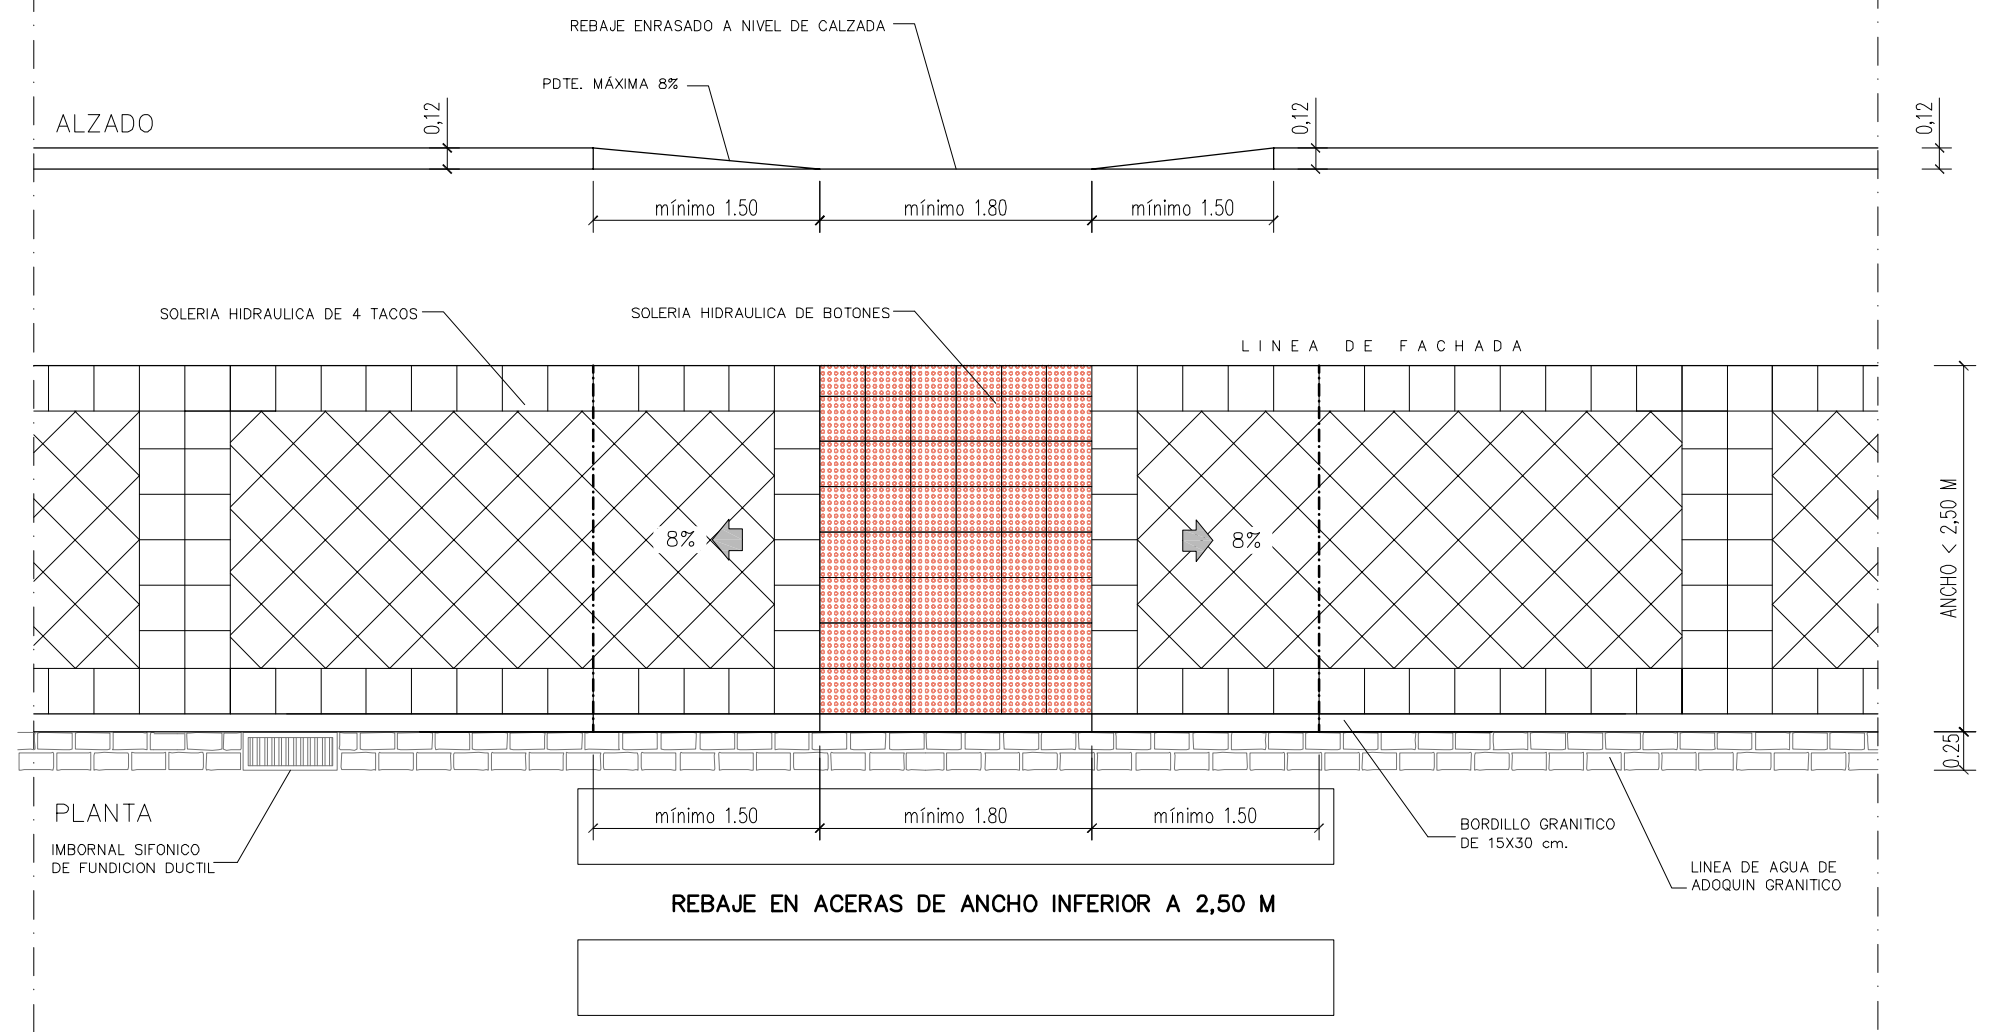 REBAJE ENRASADO A NIVEL DE CALZADA
PDTE. MÁXIMA 8%
ALZADO
0,12
0,12
0,12
mínimo 1.50
mínimo 1.80
mínimo 1.50
SOLERIA HIDRAULICA DE 4 TACOS
SOLERIA HIDRAULICA DE BOTONES
LINEA DE FACHADA
8%
8%
ANCHO < 2,50 M
0.25
PLANTA
IMBORNAL SIFONICO
DE FUNDICION DUCTIL
mínimo 1.50
mínimo 1.80
mínimo 1.50
BORDILLO GRANITICO
DE 15X30 cm.
LINEA DE AGUA DE
ADOQUIN GRANITICO
REBAJE EN ACERAS DE ANCHO INFERIOR A 2,50 M